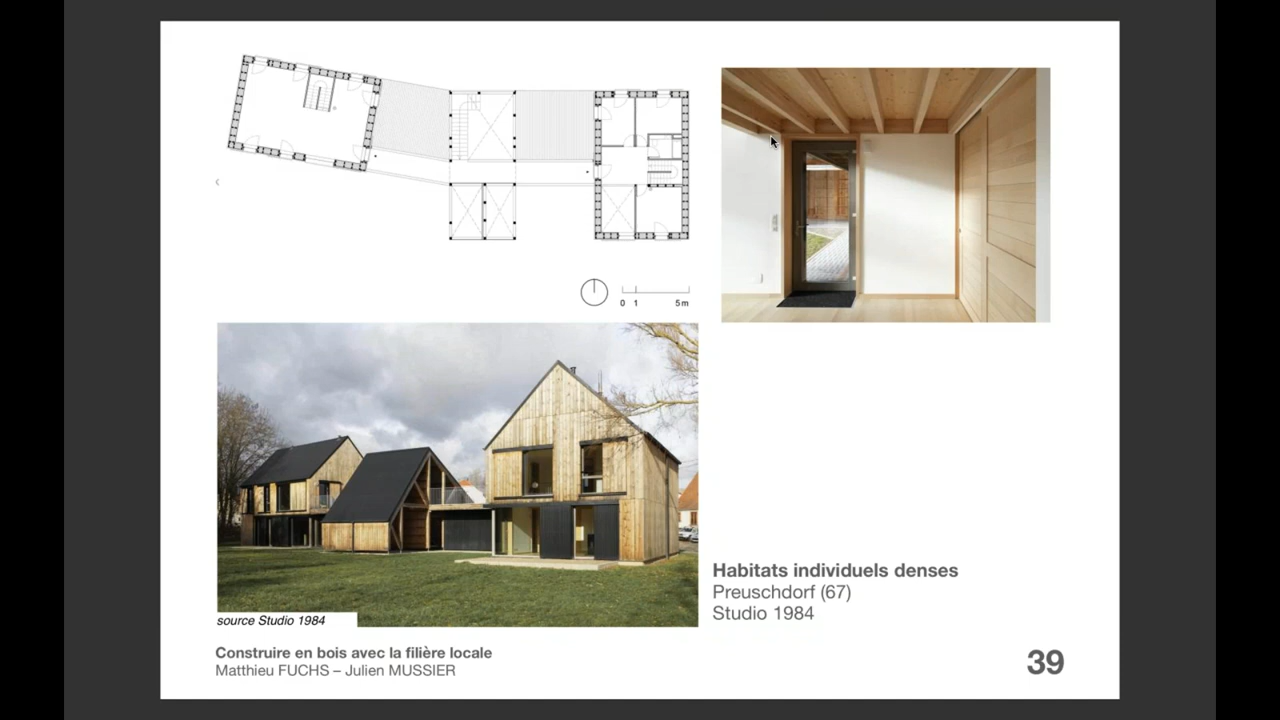 0 1 5m
Habitats individuels denses
Preuschdorf (67)
Studio 1984
source Studio 1984
Construire en bois avec la filière locale
Matthieu FUCHS – Julien MUSSIER
39